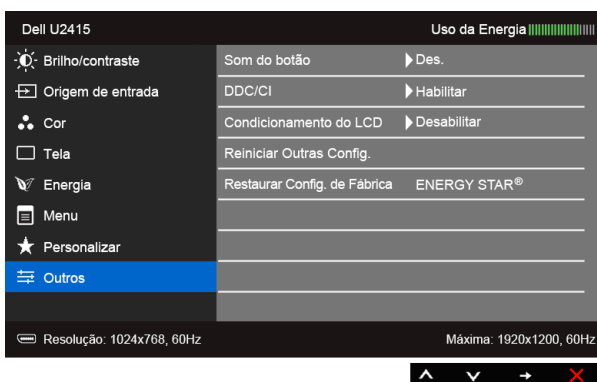 Dell U2415 Uso da Energia
Brilho/contraste Som do botão Des.
Origem de entrada DDC/CI Habilitar
Cor Condicionamento do LCD Desabilitar
Tela Reiniciar Outras Config.
Energia Restaurar Config. de Fábrica ENERGY STAR®
Menu
Personalizar
Outros
Resolução: 1024x768, 60Hz Máxima: 1920x1200, 60Hz